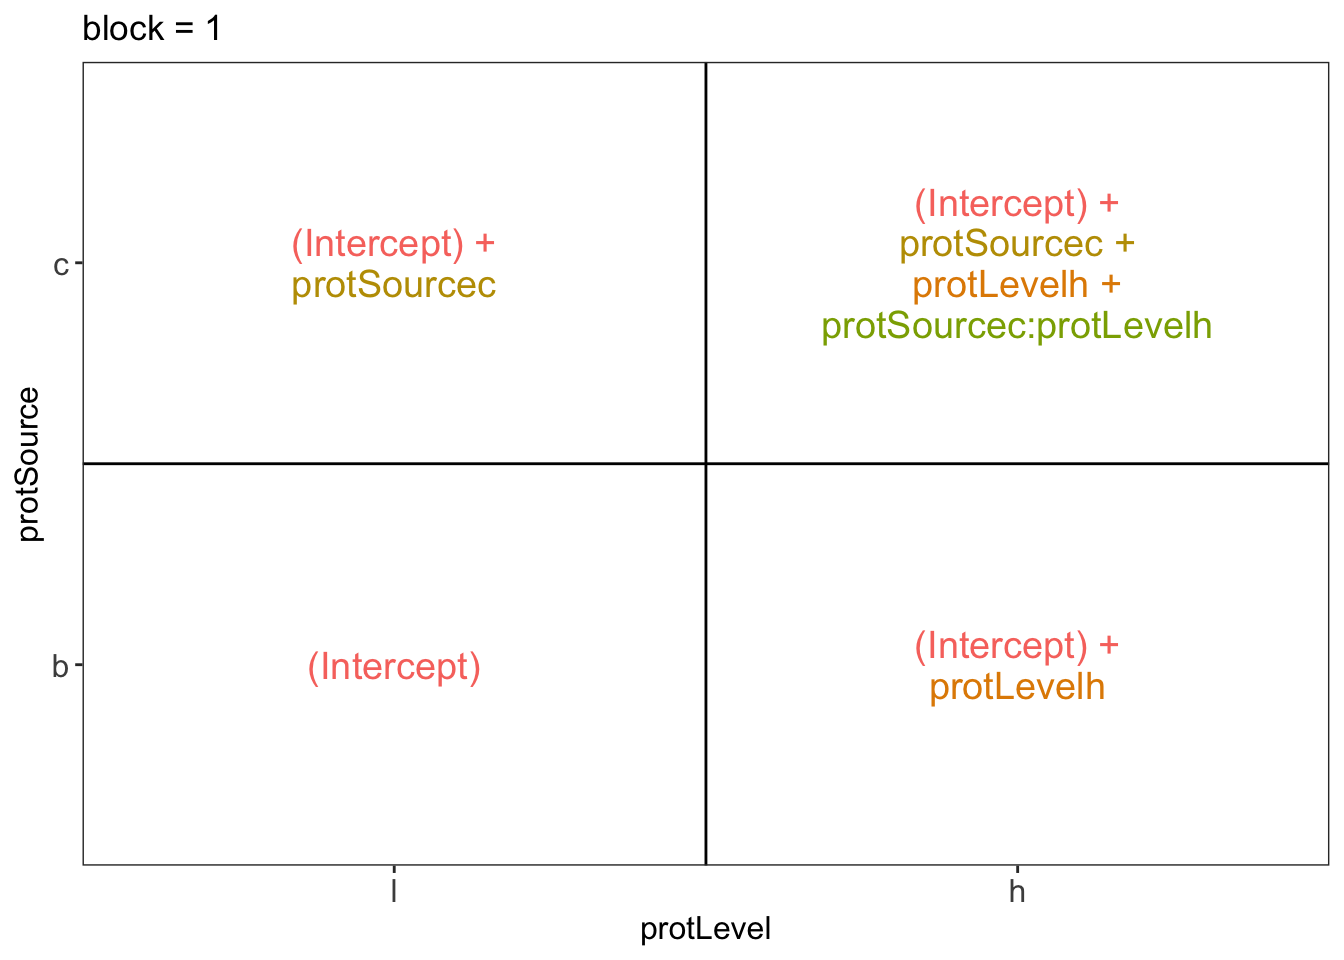 block = 1
(Intercept) +
protSourcec
(Intercept) +
protSourcec +
protLevelh +
protSourcec:protLevelh
c
protSource
b
(Intercept)
(Intercept) +
protLevelh
l
h
protLevel